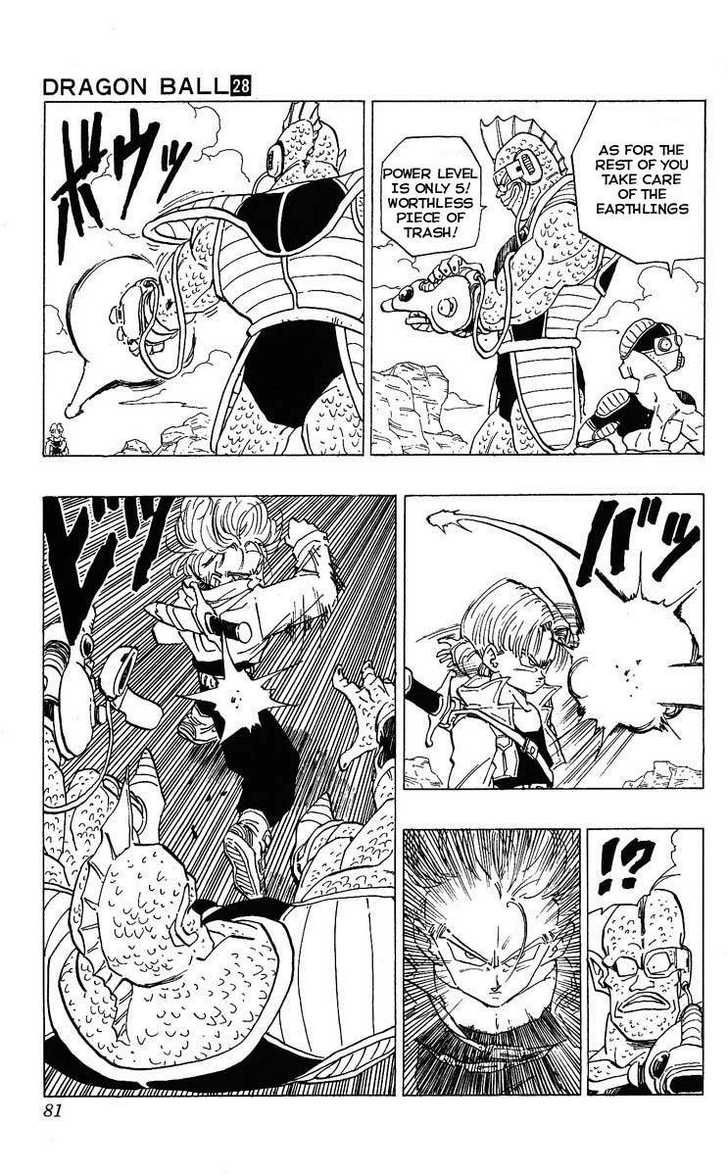 DRAGON BALL 28
AS FOR THE
REST OF YOU
TAKE CARE
OF THE
EARTHLINGS
POWER LEVEL
IS ONLY 5!
WORTHLESS
PIECE OF
TRASH!
ボウッ
バッ
ビッ
!?
81